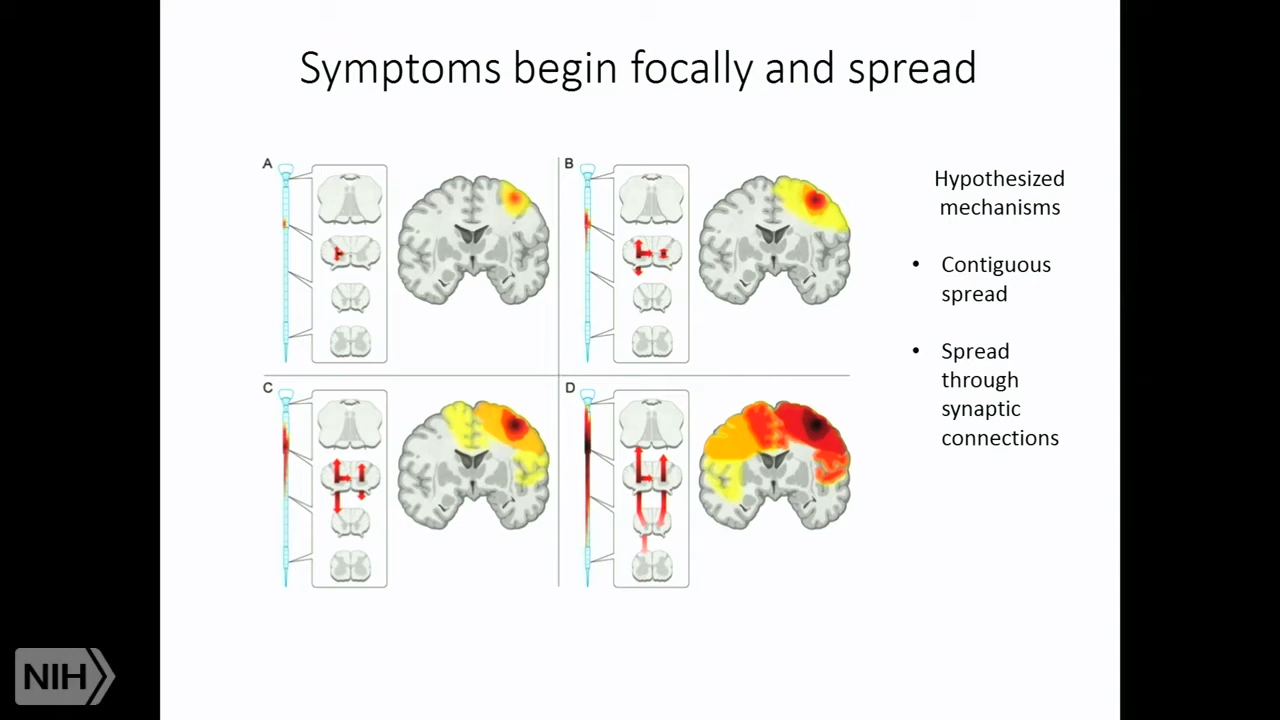 Symptoms begin focally and spread
A
B
C
D
Hypothesized
mechanisms
• Contiguous
spread
• Spread
through
synaptic
connections
NIH